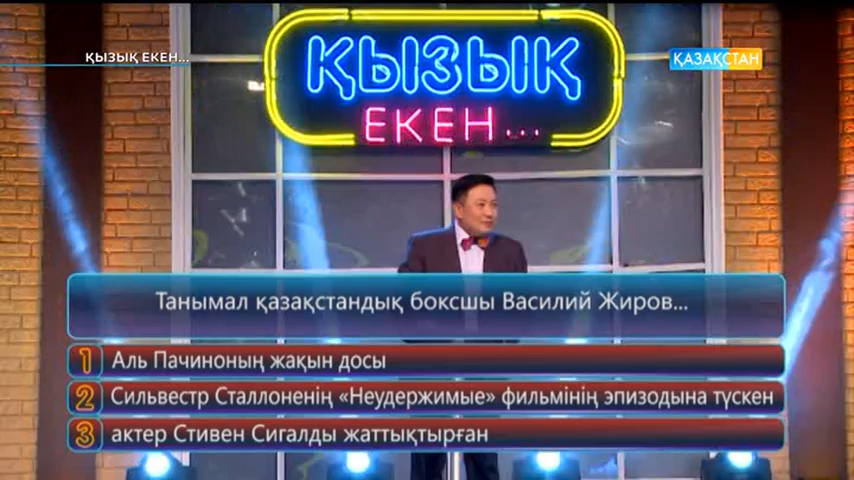 ҚЫЗЫҚ ЕКЕН...
ҚАЗАҚСТАН
ҚЫЗЫҚ
ЕКЕН...
Танымал қазақстандық боксшы Василий Жиров...
1 Аль Пачиноның жақын досы
2 Сильвестр Сталлоненің «Неудержимые» фильмінің эпизодына түскен
3 актер Стивен Сигалды жаттықтырған